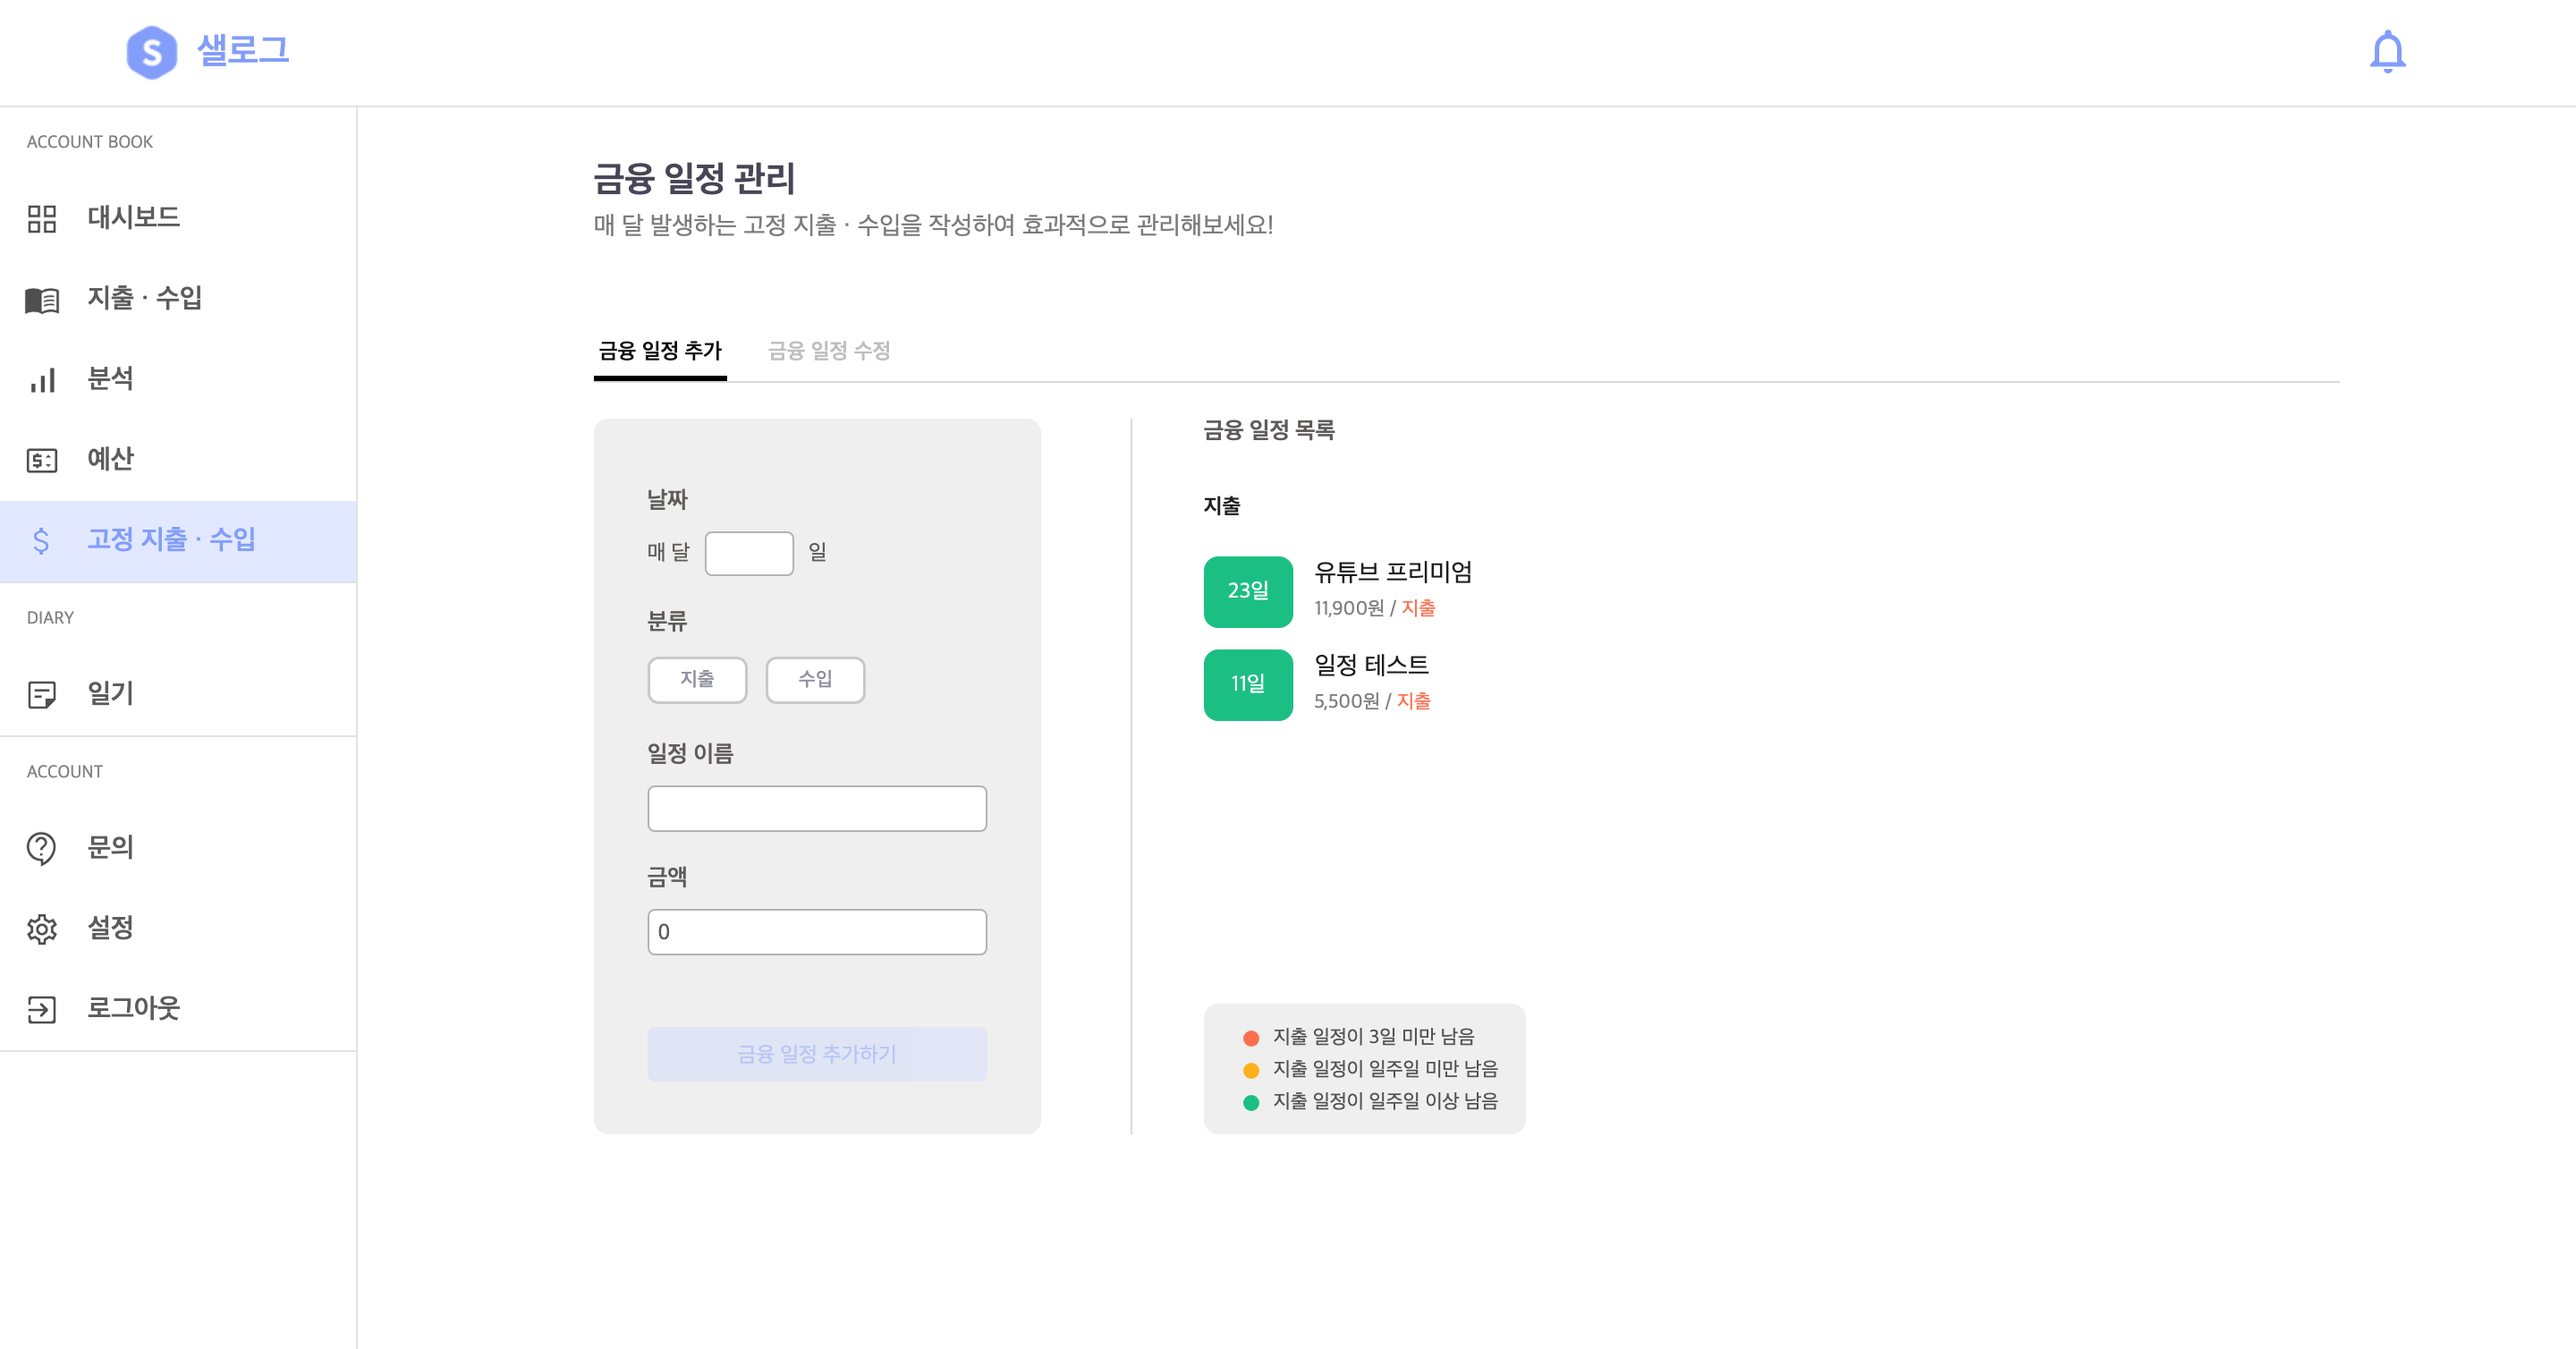 S 샐로그
ACCOUNT BOOK
대시보드
지출 · 수입
분석
예산
고정 지출 · 수입
DIARY
일기
ACCOUNT
문의
설정
로그아웃
금융 일정 관리
매 달 발생하는 고정 지출 · 수입을 작성하여 효과적으로 관리해보세요!
금융 일정 추가 금융 일정 수정
날짜
매 달 일
분류
지출 수입
일정 이름
금액
0
금융 일정 추가하기
금융 일정 목록
지출
23일 유튜브 프리미엄
11,900원 / 지출
11일 일정 테스트
5,500원 / 지출
지출 일정이 3일 미만 남음
지출 일정이 일주일 미만 남음
지출 일정이 일주일 이상 남음